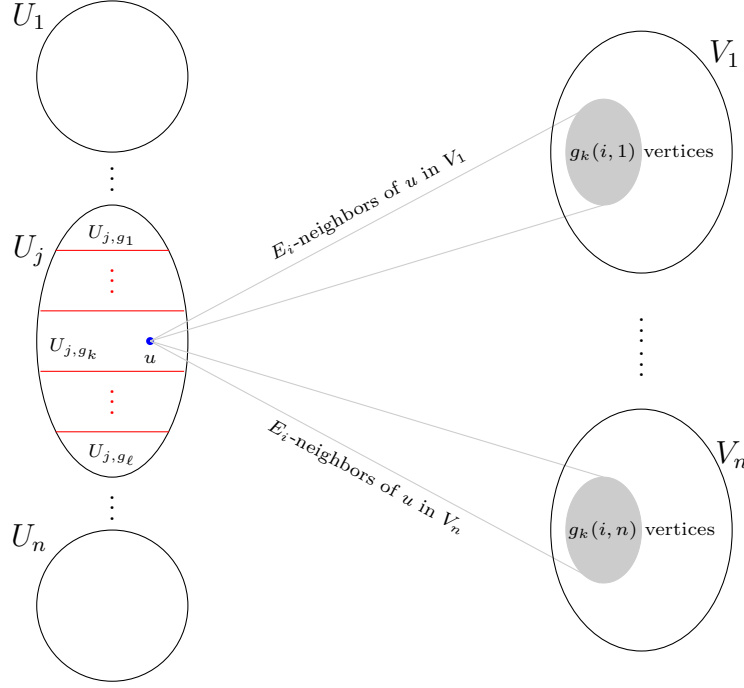 U_1
V_1
g_k(i, 1) vertices
E_i-neighbors of u in V_1
U_j
U_{j,g_1}
U_{j,g_k}
u
U_{j,g_ℓ}
E_i-neighbors of u in V_n
V_n
g_k(i, n) vertices
U_n